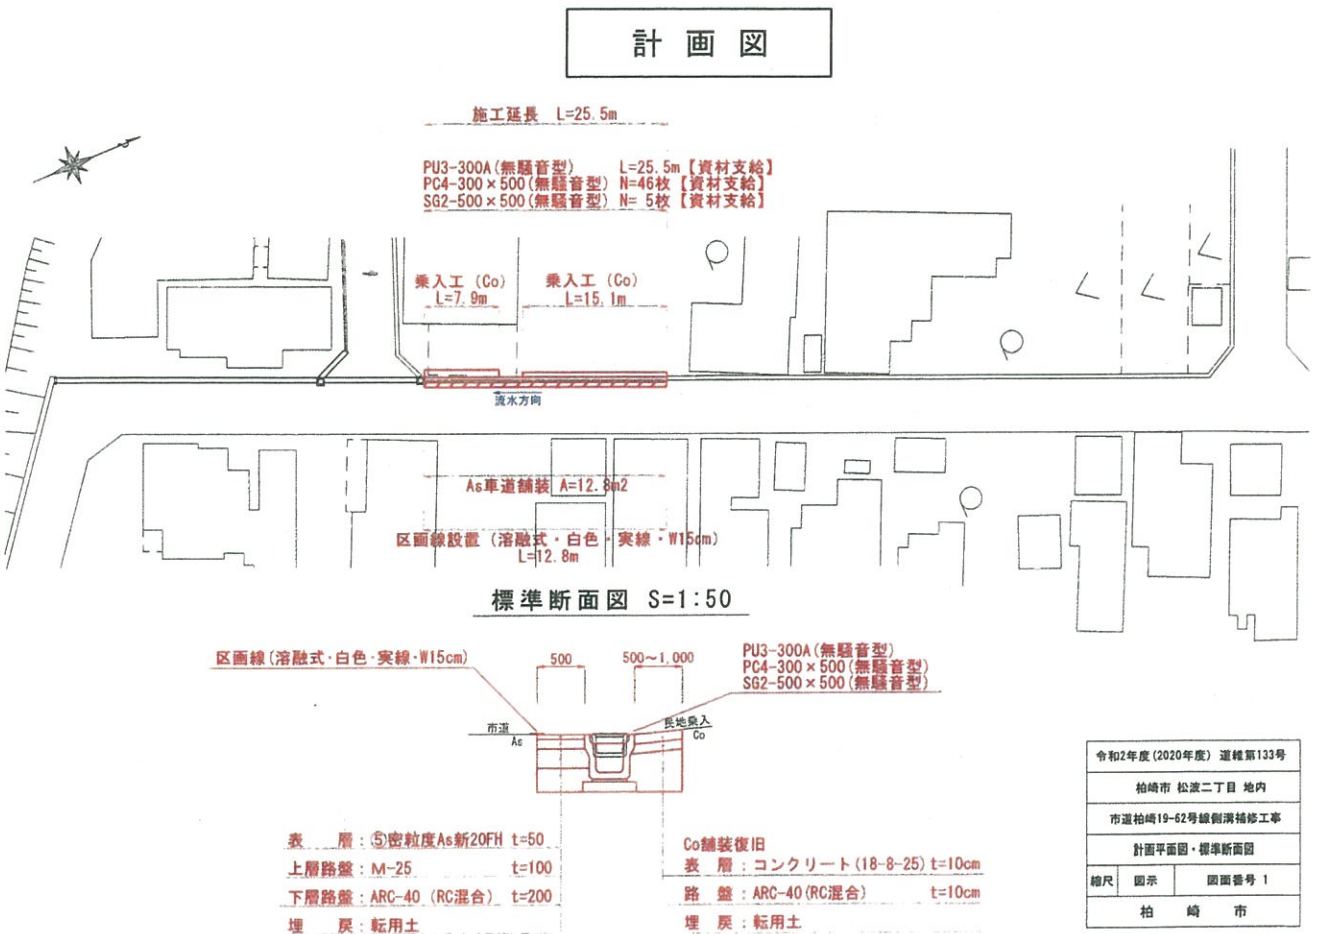 計画図
施工延長 L=25.5m
PU3-300A(無騒音型) L=25.5m【資材支給】
PC4-300×500(無騒音型) N=46枚【資材支給】
SG2-500×500(無騒音型) N= 5枚【資材支給】
乗入工 (Co)
L=7.9m
乗入工 (Co)
L=15.1m
流水方向
As車道舗装 A=12.8m2
区画線設置 (溶融式・白色・実線・W15cm)
L=12.8m
標準断面図 S=1:50
区画線(溶融式・白色・実線・W15cm)
500
500~1,000
PU3-300A(無騒音型)
PC4-300×500(無騒音型)
SG2-500×500(無騒音型)
市道
As
民地乗入
Co
表 層:⑤密粒度As新20FH t=50
上層路盤:M-25 t=100
下層路盤:ARC-40 (RC混合) t=200
埋 戻:転用土
Co舗装復旧
表 層:コンクリート(18-8-25) t=10cm
路 盤:ARC-40(RC混合) t=10cm
埋 戻:転用土
令和2年度(2020年度) 道維第133号
柏崎市 松波二丁目 地内
市道柏崎19-62号線側溝補修工事
計画平面図・標準断面図
縮尺 図示 図面番号 1
柏崎市